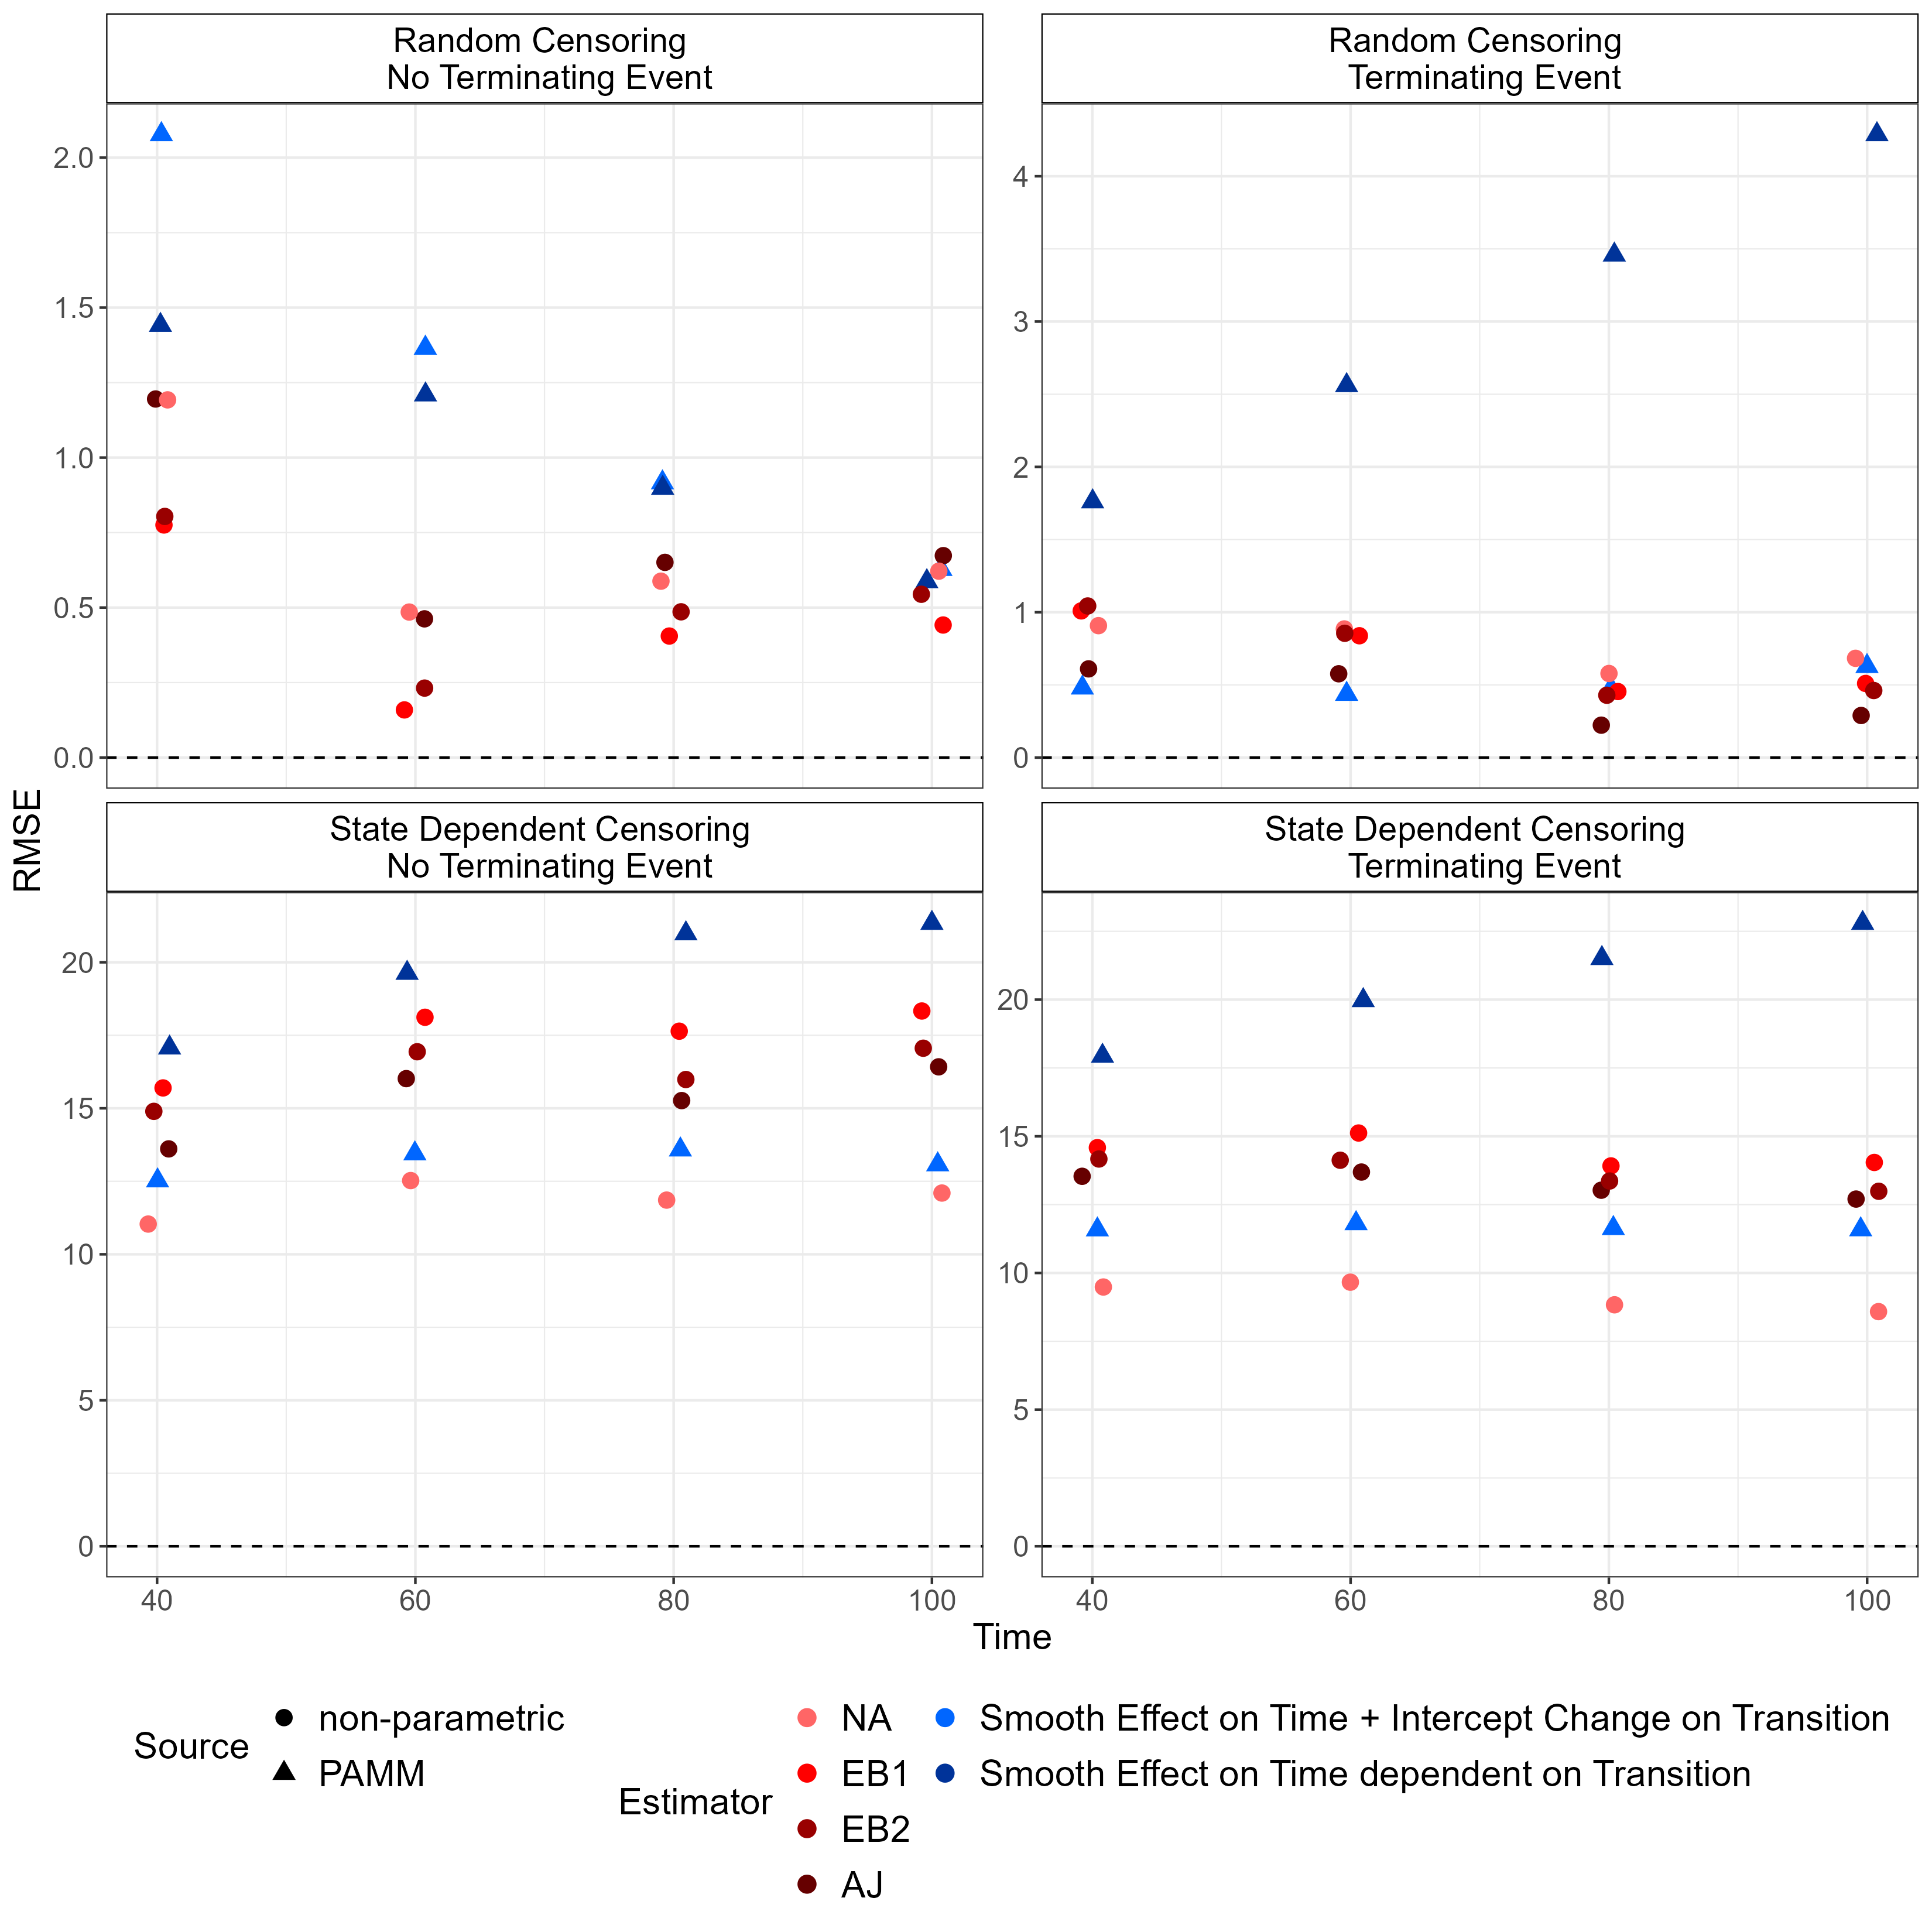 Random Censoring
No Terminating Event
Random Censoring
Terminating Event
2.0
1.5
1.0
0.5
0.0
4
3
2
1
0
RMSE
State Dependent Censoring
No Terminating Event
State Dependent Censoring
Terminating Event
20
15
10
5
0
20
15
10
5
0
40 60 80 100
40 60 80 100
Time
Source
non-parametric
PAMM
Estimator
NA
EB1
EB2
AJ
Smooth Effect on Time + Intercept Change on Transition
Smooth Effect on Time dependent on Transition